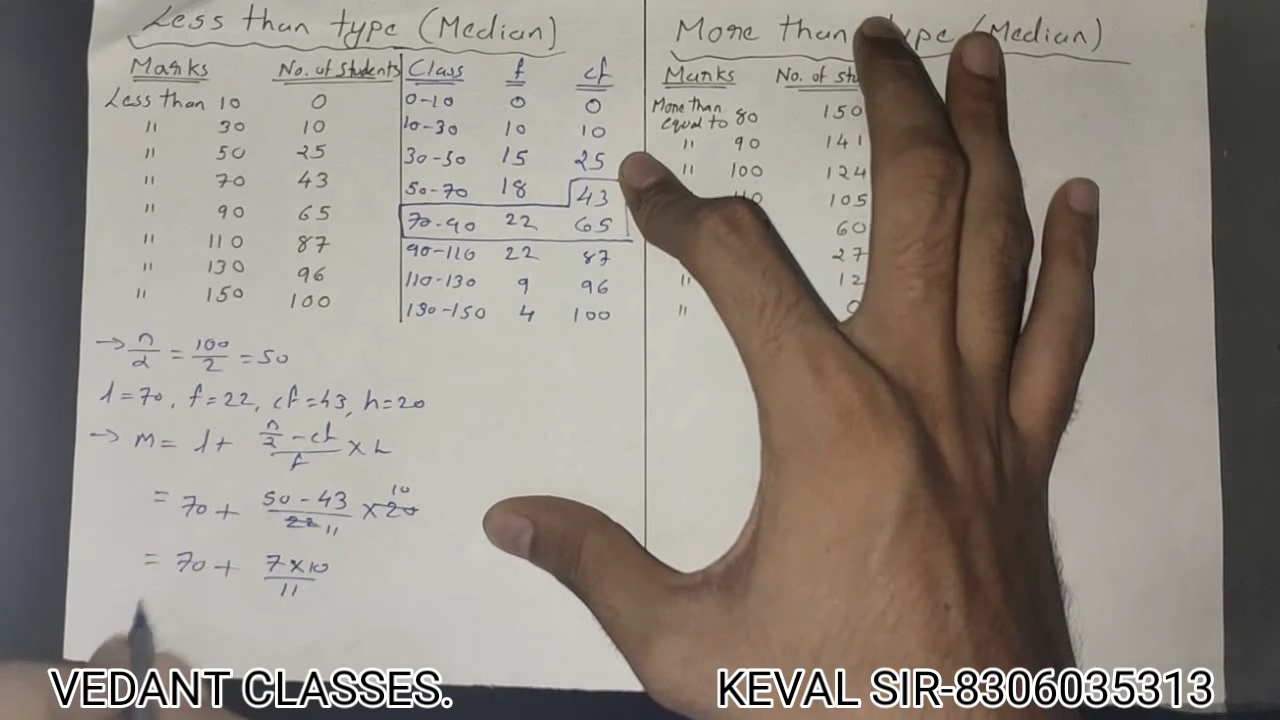 Less than type (Median)
Marks No. of Students
Less than 10 0
" 30 10
" 50 25
" 70 43
" 90 65
" 110 87
" 130 96
" 150 100
Class f cf
0-10 0 0
10-30 10 10
30-50 15 25
50-70 18 43
70-90 22 65
90-110 22 87
110-130 9 96
130-150 4 100
→ n/2 = 100/2 = 50
l=70, f=22, cf=43, h=20
→ M = l + (n/2 - cf)/f × h
= 70 + 50-43/22 11 × 20 10
= 70 + 7×10/11
More than (Median)
Marks No. of
More than equal to 80 150
" 90 141
" 100 124
105
60
27
" 12
" 0
VEDANT CLASSES.
KEVAL SIR-8306035313